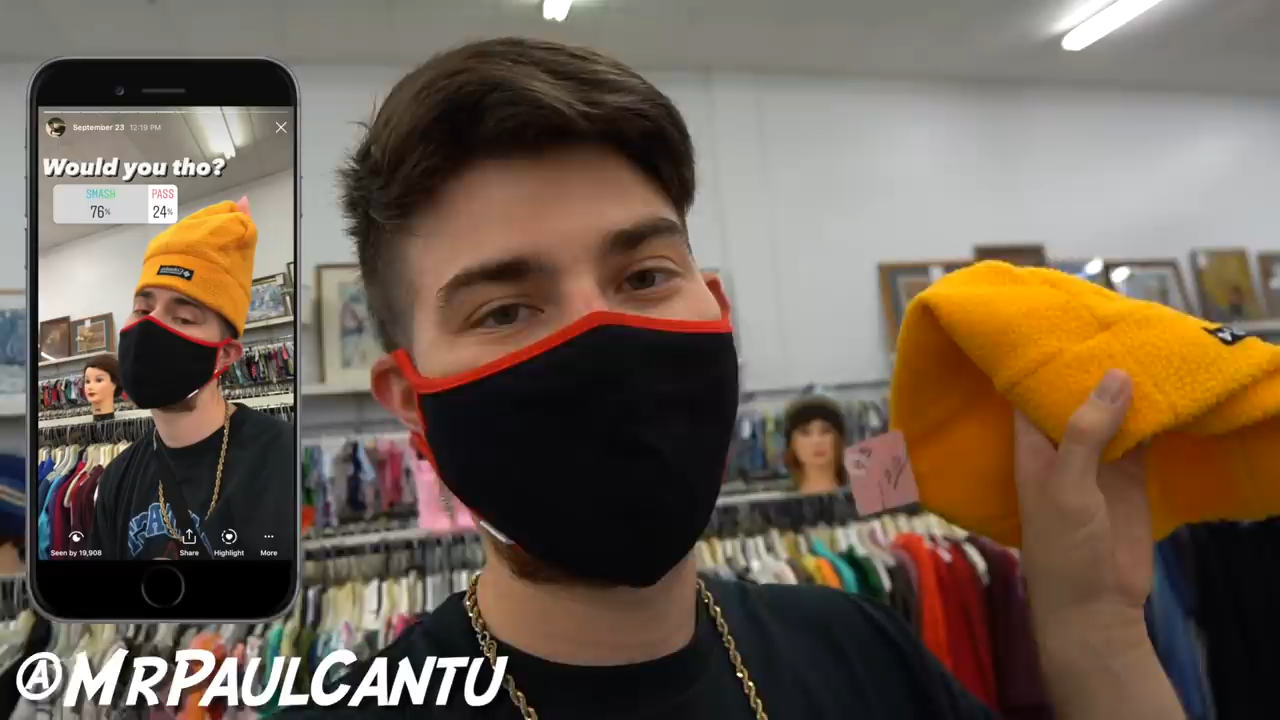 September 23 12:19 PM
Would you tho?
SMASH PASS
76% 24%
Seen by 19,908
Share
Highlight
More
@MRPAULCANTU